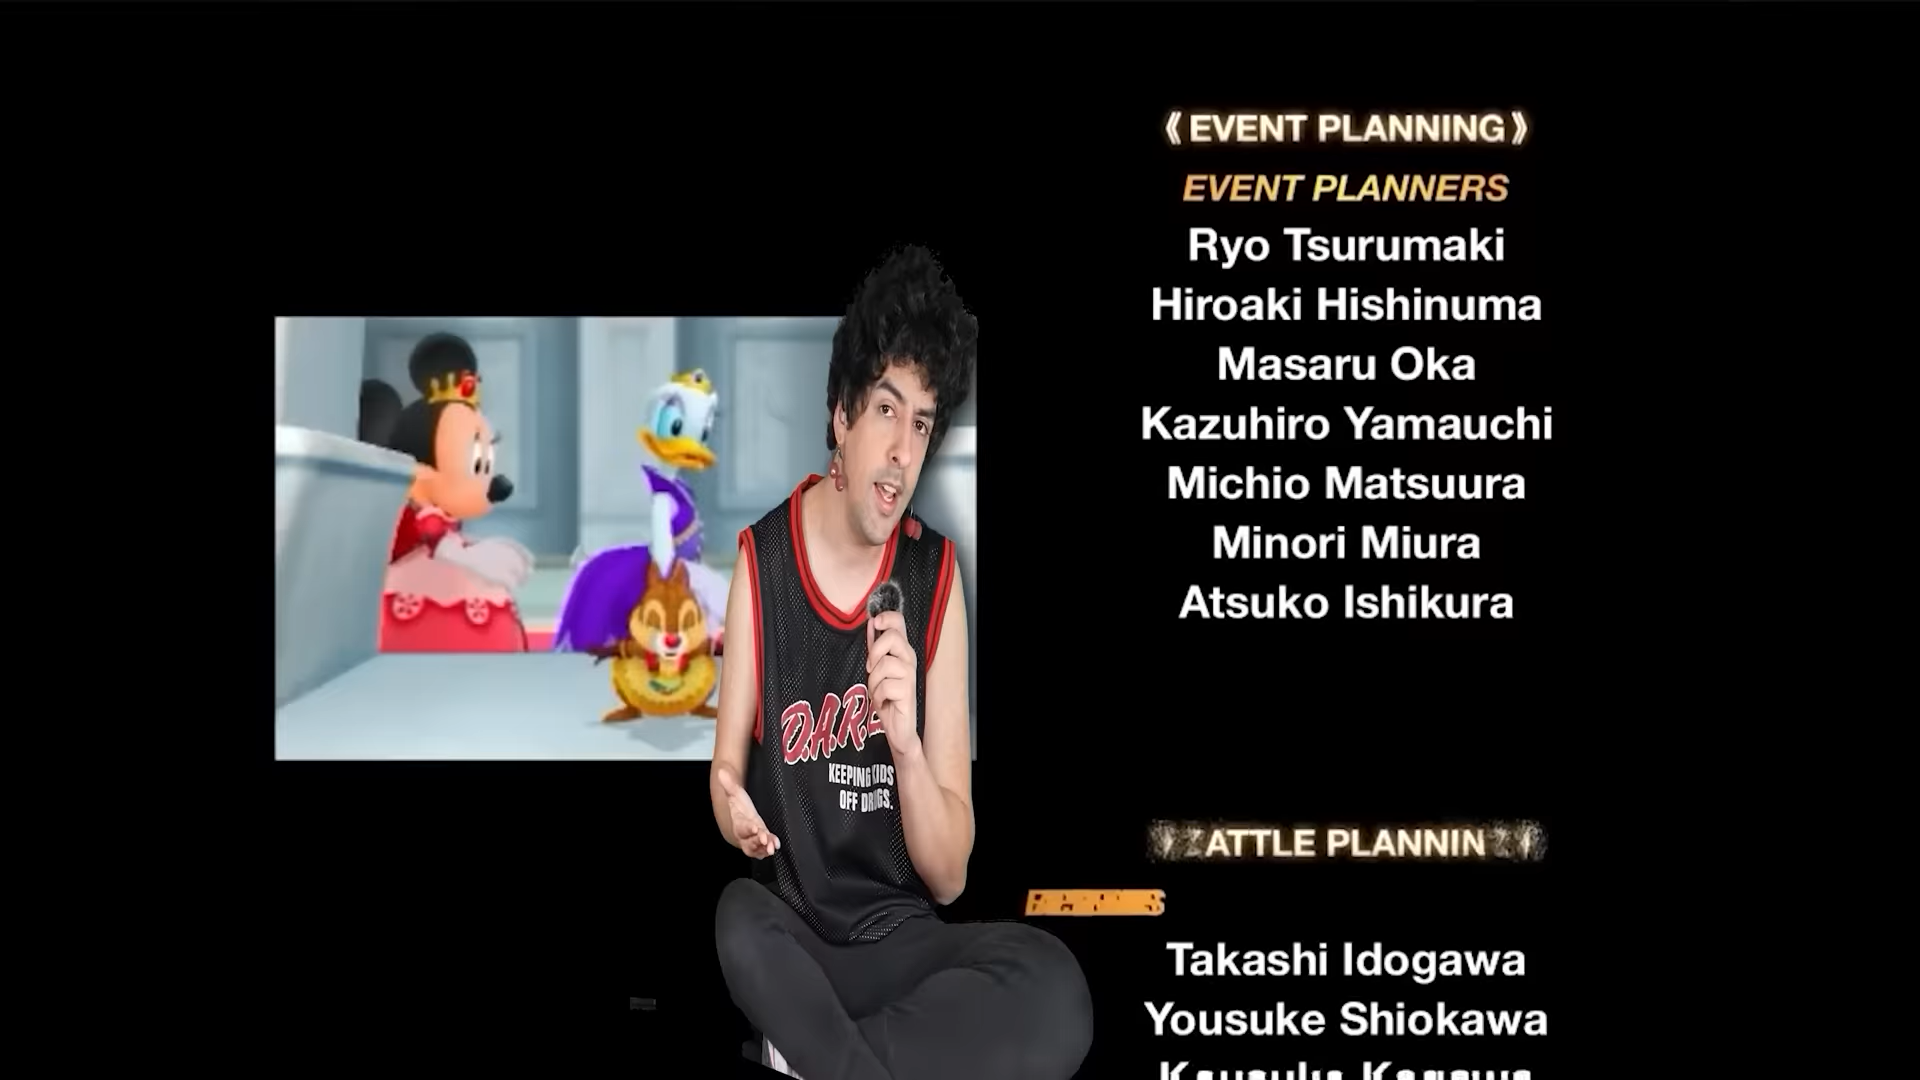 《EVENT PLANNING》
EVENT PLANNERS
Ryo Tsurumaki
Hiroaki Hishinuma
Masaru Oka
Kazuhiro Yamauchi
Michio Matsuura
Minori Miura
Atsuko Ishikura
ATTLE PLANNIN
Takashi Idogawa
Yousuke Shiokawa
D.A.R.E
KEEPING KIDS
OFF DRUGS.